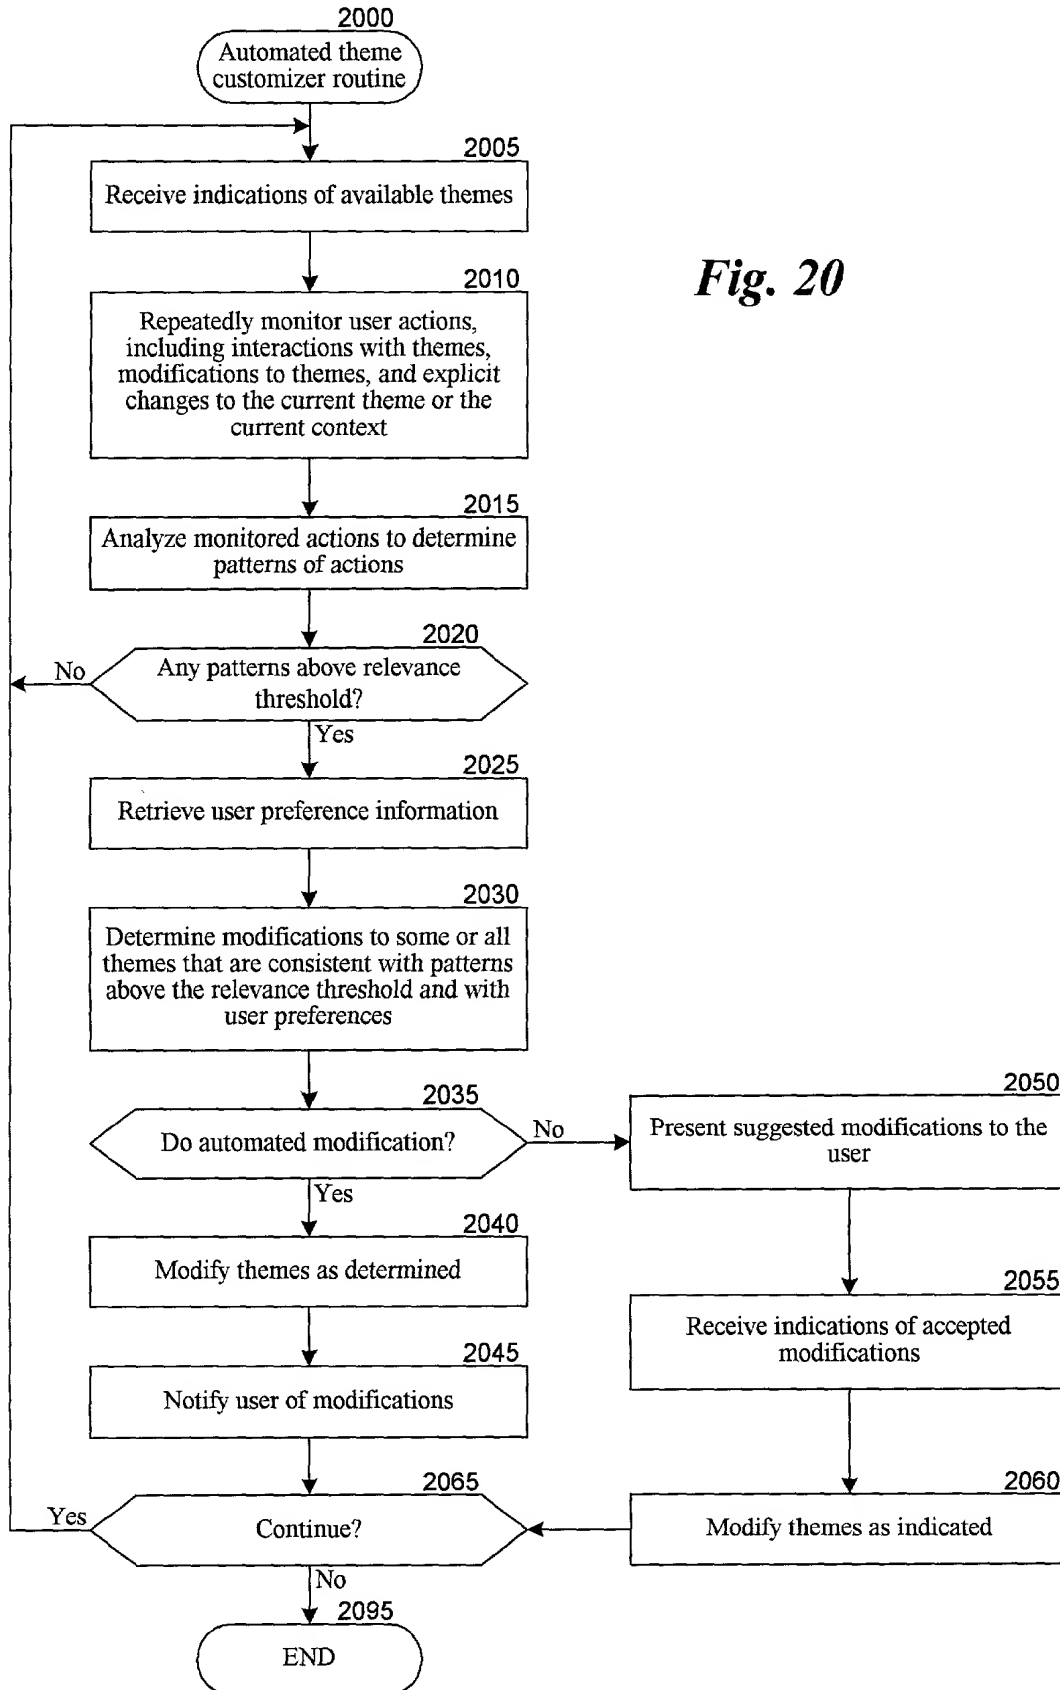 2000
Automated theme
customizer routine
2005
Receive indications of available themes
Fig. 20
2010
Repeatedly monitor user actions,
including interactions with themes,
modifications to themes, and explicit
changes to the current theme or the
current context
2015
Analyze monitored actions to determine
patterns of actions
2020
No
Any patterns above relevance
threshold?
Yes
2025
Retrieve user preference information
2030
Determine modifications to some or all
themes that are consistent with patterns
above the relevance threshold and with
user preferences
2035
Do automated modification?
No
Yes
2050
Present suggested modifications to the
user
2040
Modify themes as determined
2055
Receive indications of accepted
modifications
2045
Notify user of modifications
2065
Yes
Continue?
2060
Modify themes as indicated
No
2095
END